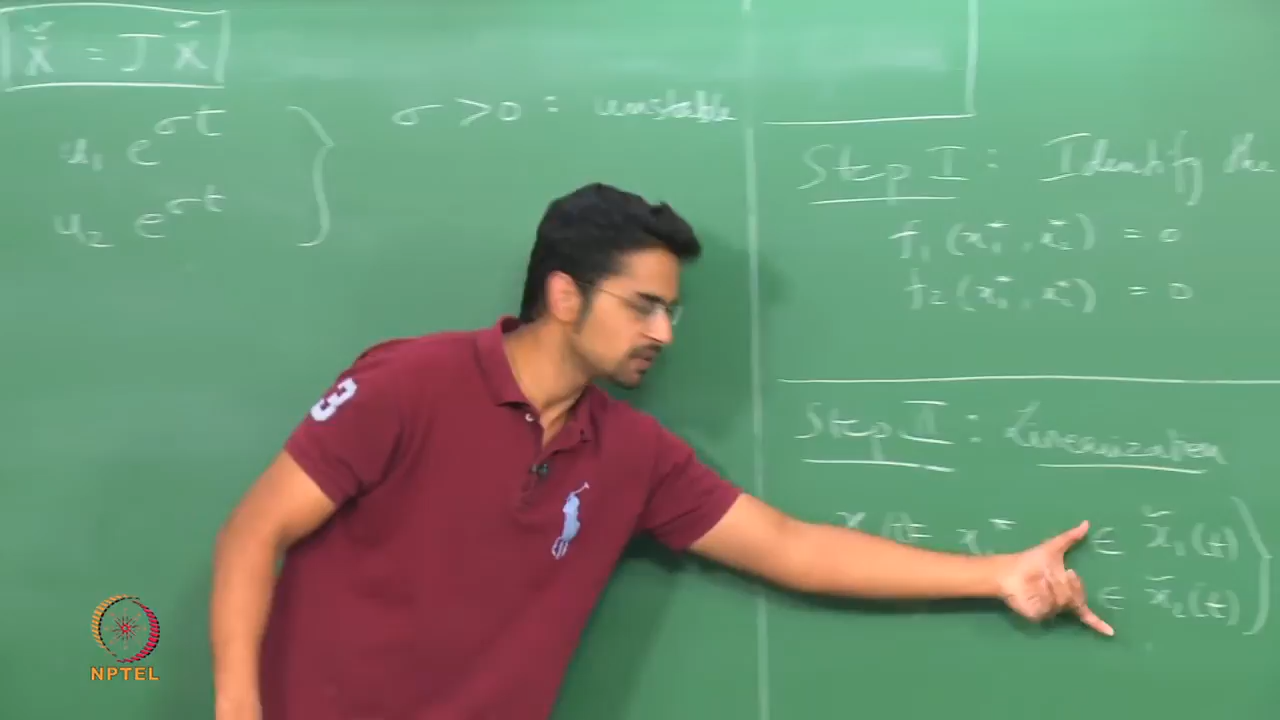 ẋ̌ = J x̌
u₁ e^σt
u₂ e^σt
σ > 0 : unstable
Step I : Identify the
f₁ (x₁*, x₂*) = 0
f₂ (x₁*, x₂*) = 0
Step II : Linearization
x₁* ∈ x̌₁(t)
∈ x̌₂(t)
3
NPTEL